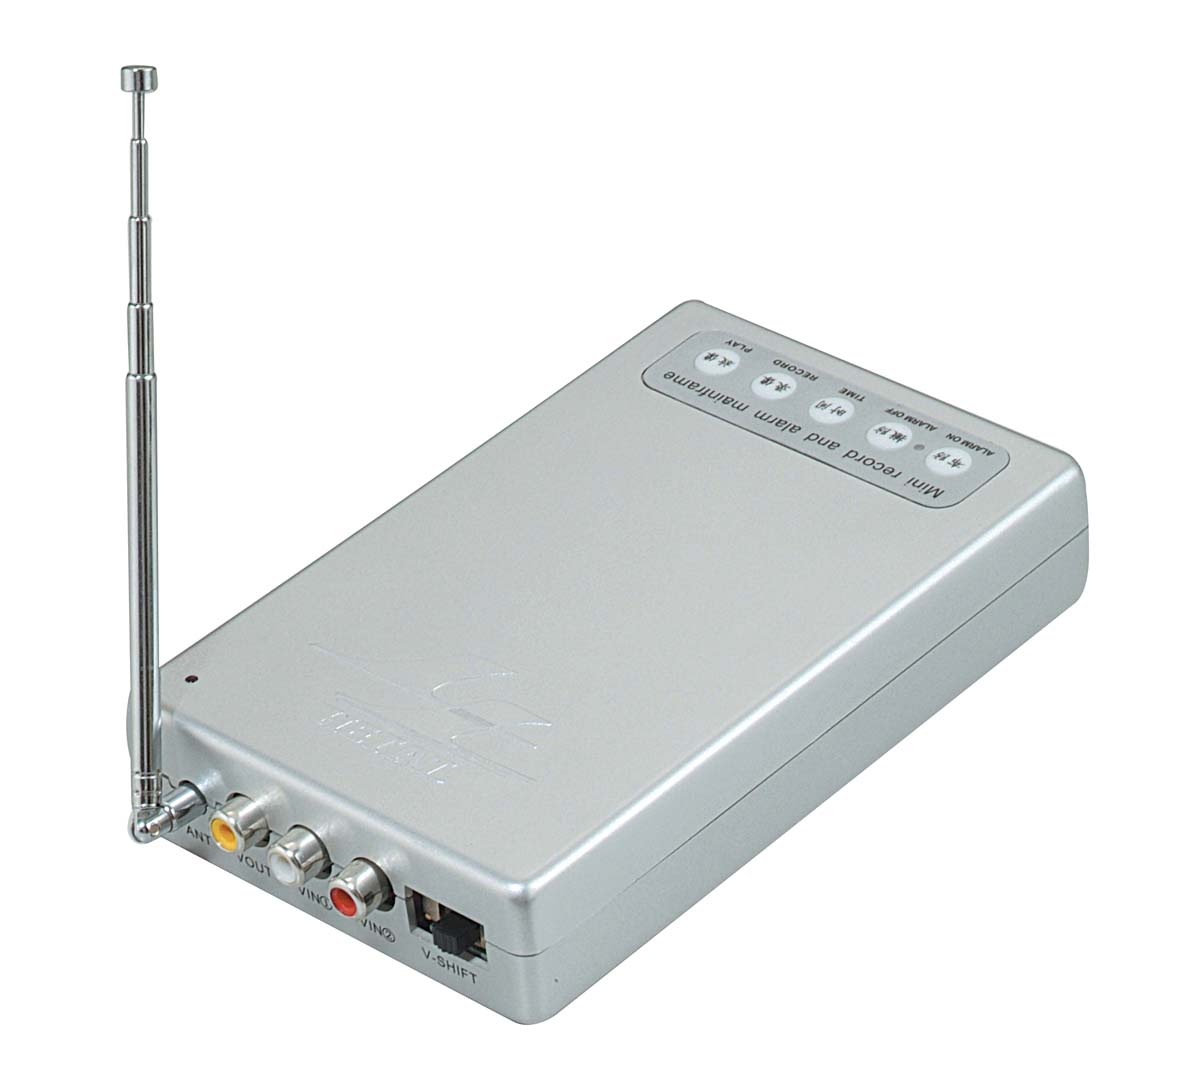 Mini record and alarm mainframe
布防
撤防
时间
录像
放像
ALARM ON
ALARM OFF
TIME
RECORD
PLAY
ANT
VOUT
VIN①
VIN②
V-SHIFT